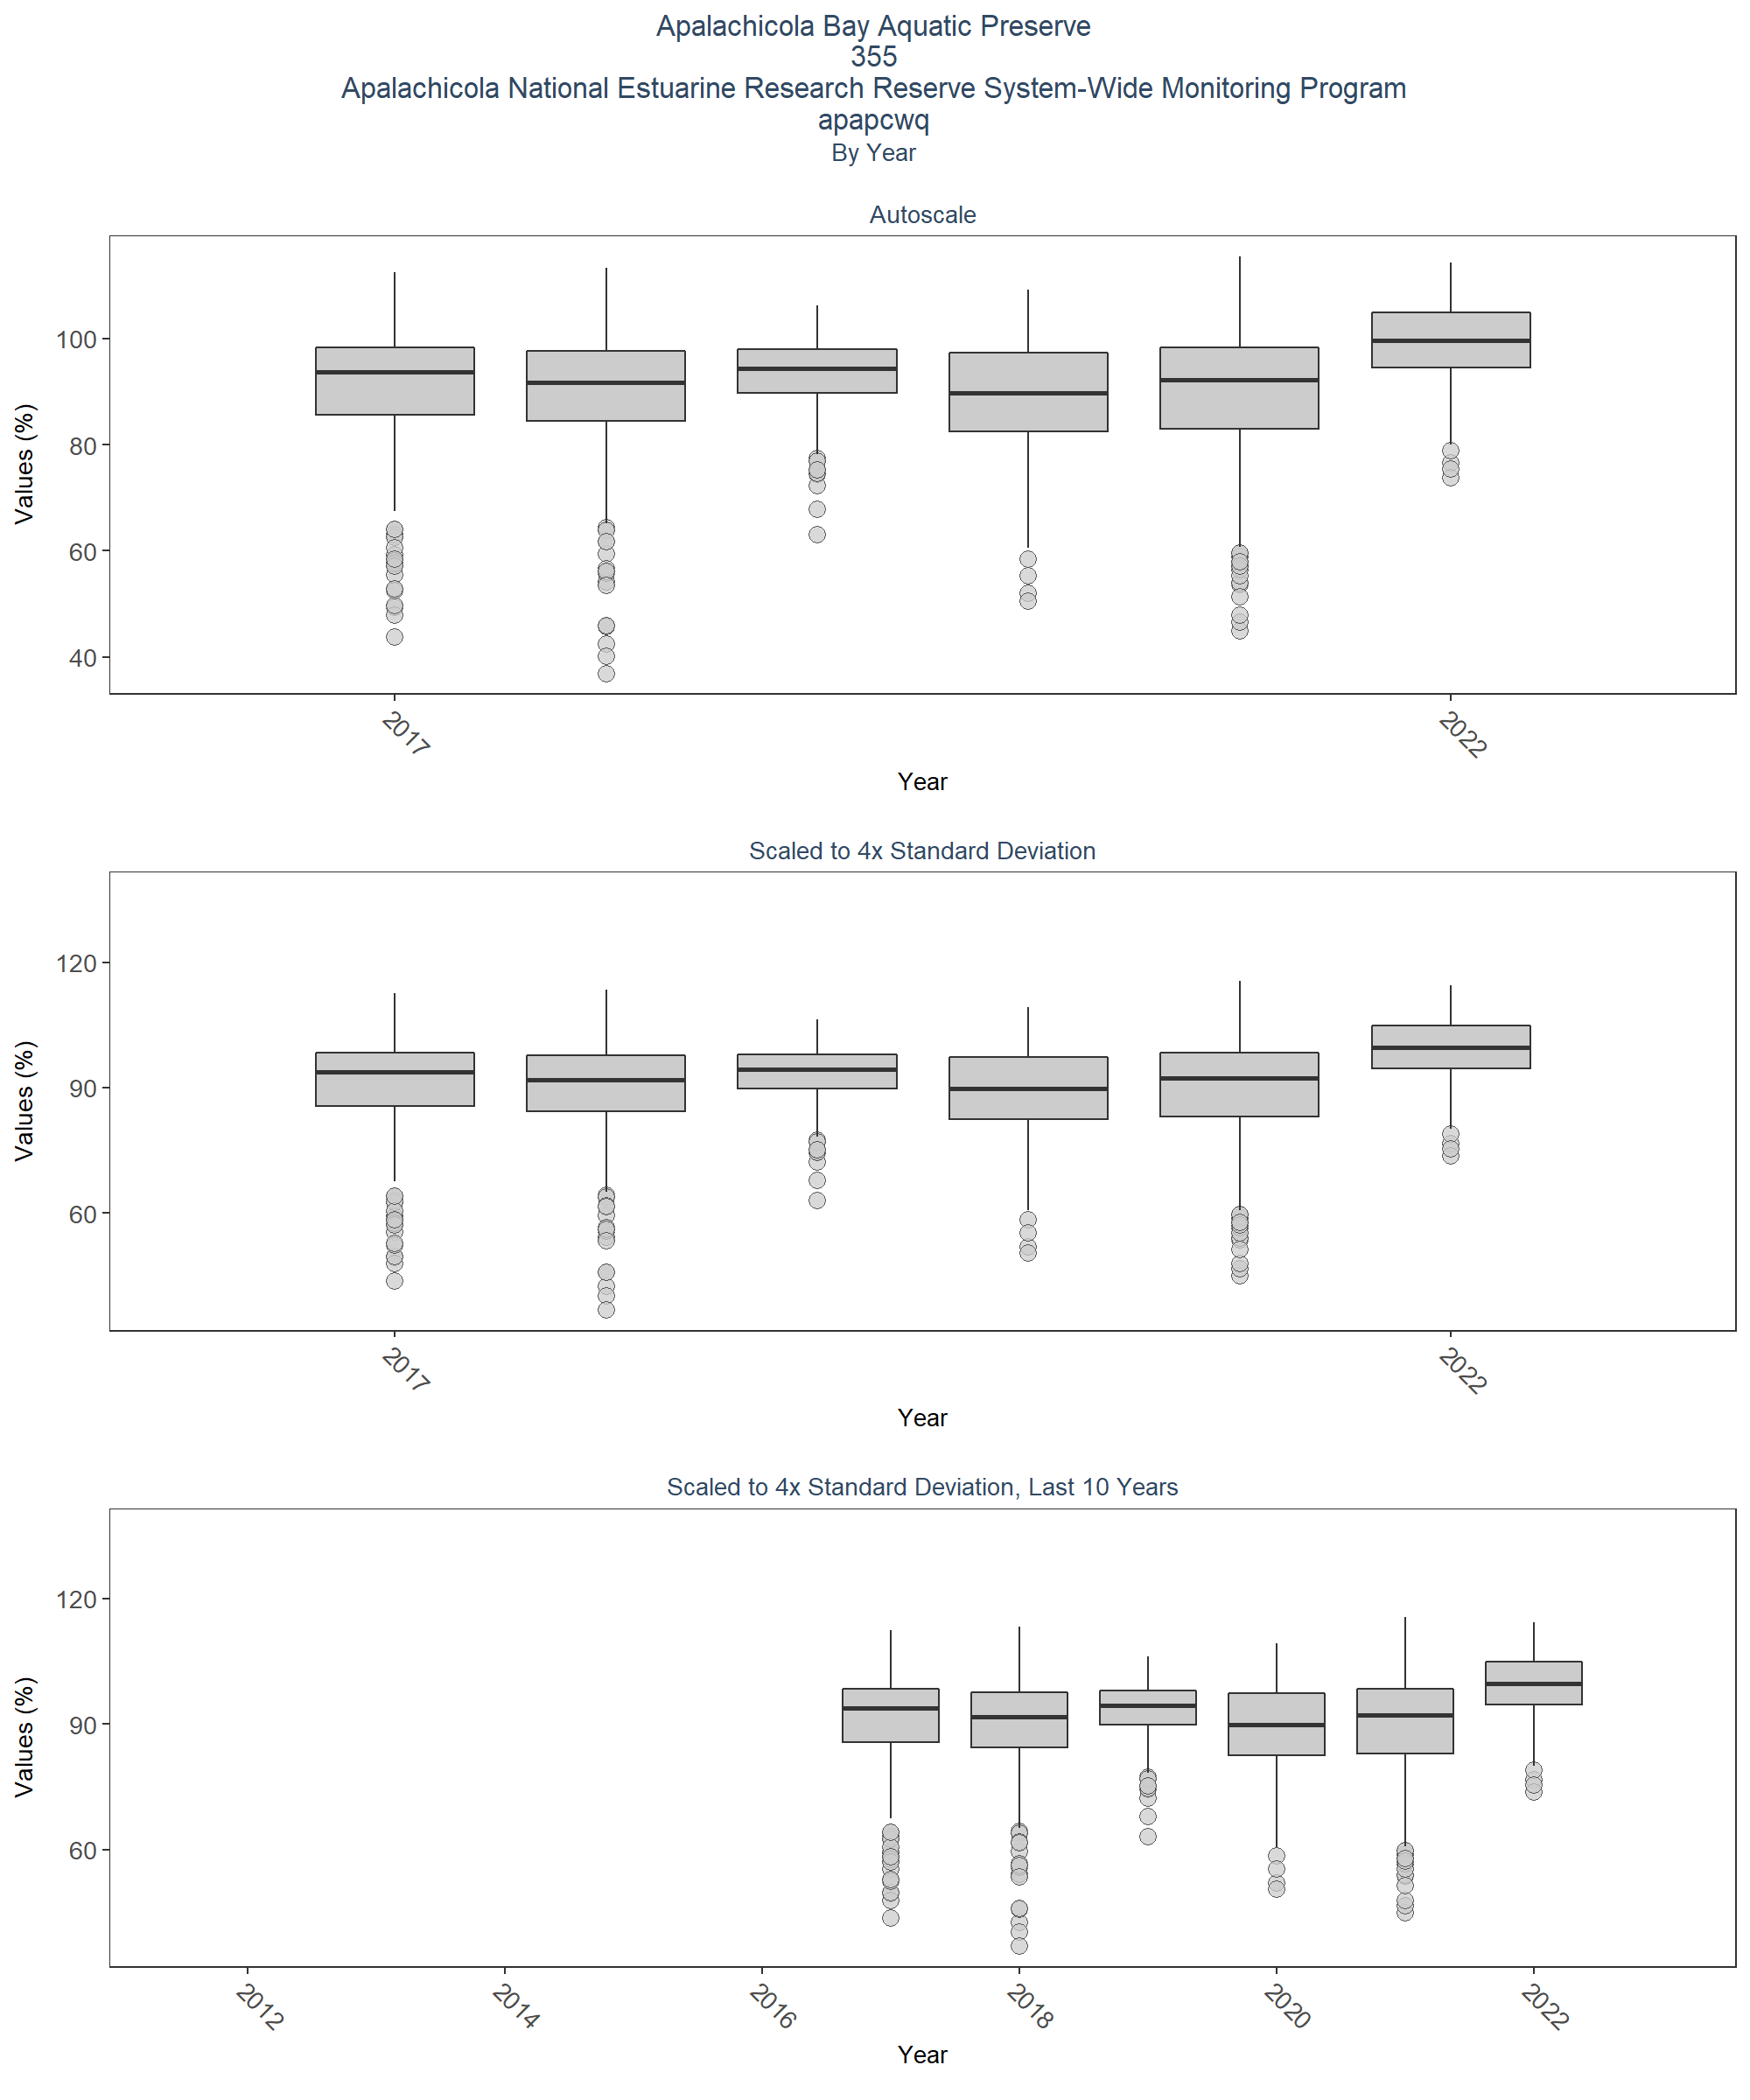 Apalachicola Bay Aquatic Preserve
355
Apalachicola National Estuarine Research Reserve System-Wide Monitoring Program
apapcwq
By Year
Autoscale
Values (%)
100
80
60
40
2017
2022
Year
Scaled to 4x Standard Deviation
Values (%)
120
90
60
2017
2022
Year
Scaled to 4x Standard Deviation, Last 10 Years
Values (%)
120
90
60
2012
2014
2016
2018
2020
2022
Year